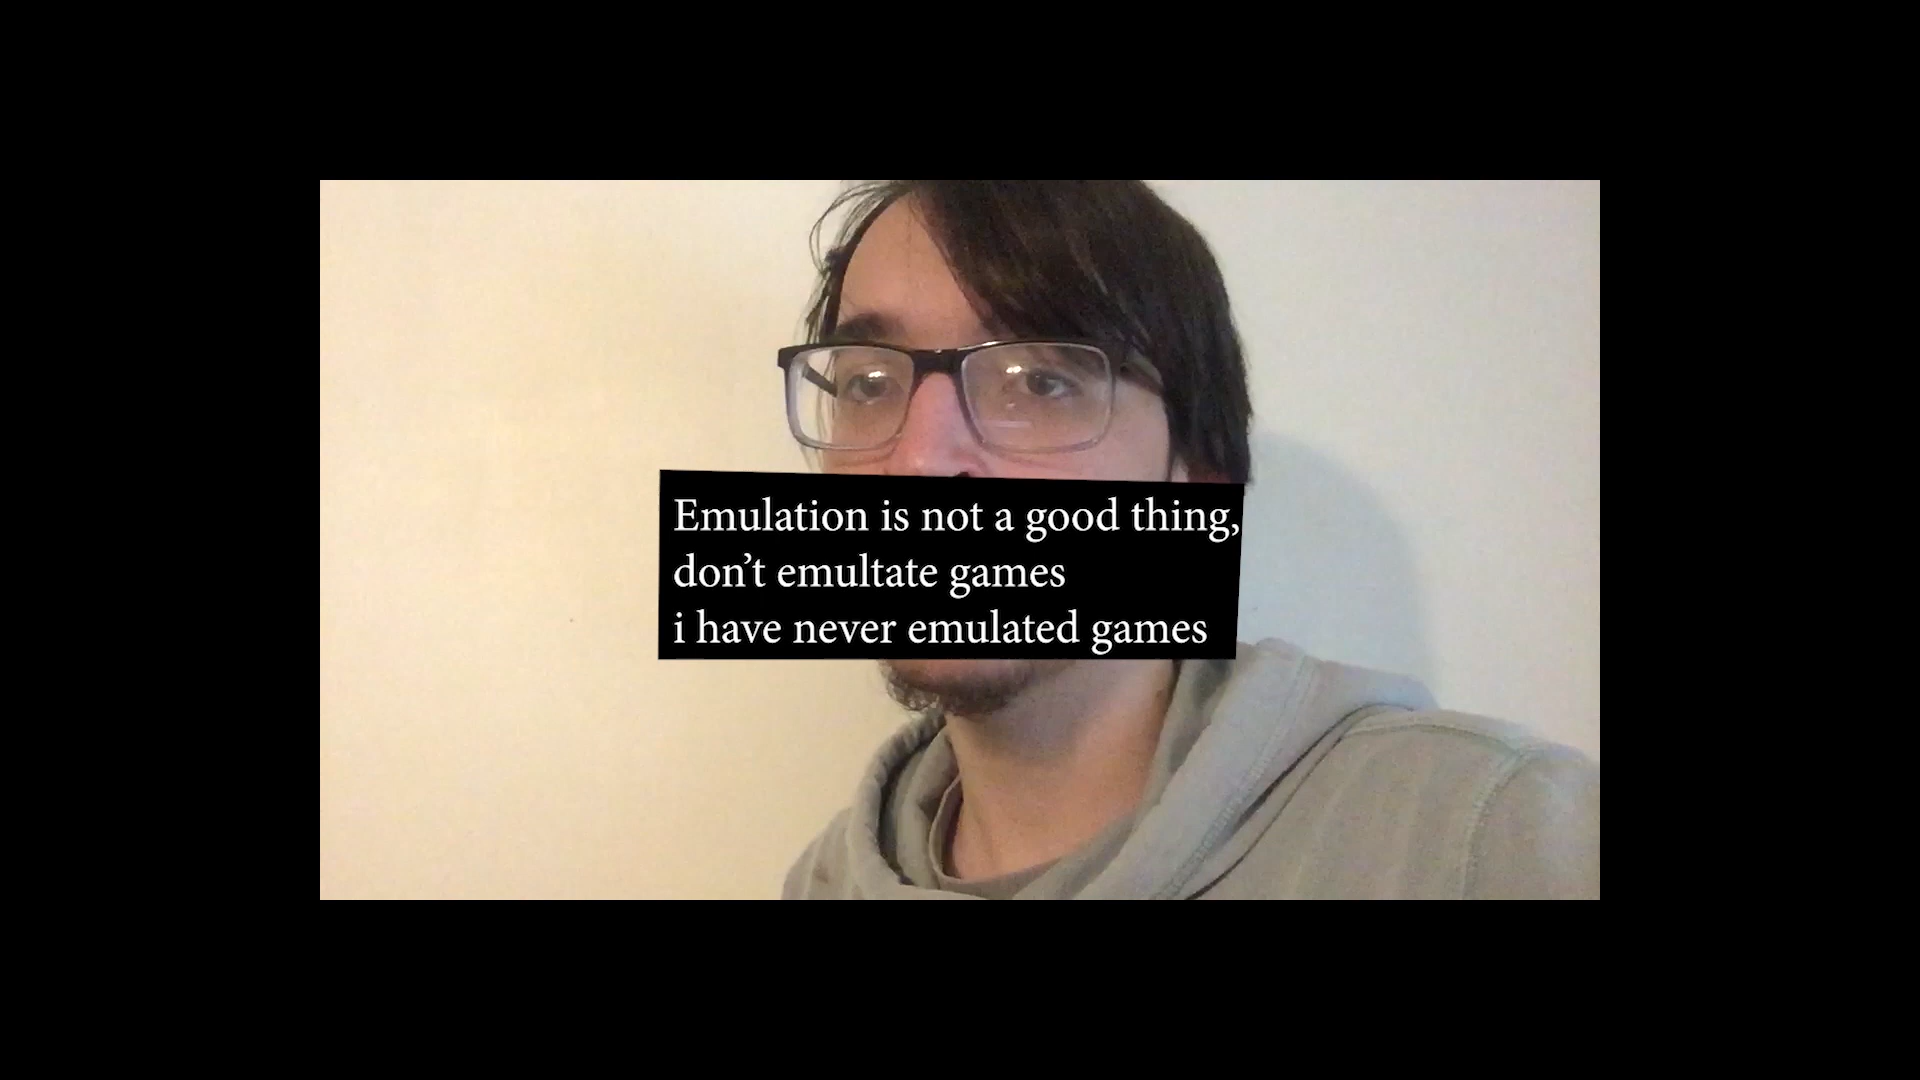 Emulation is not a good thing,
don’t emultate games
i have never emulated games